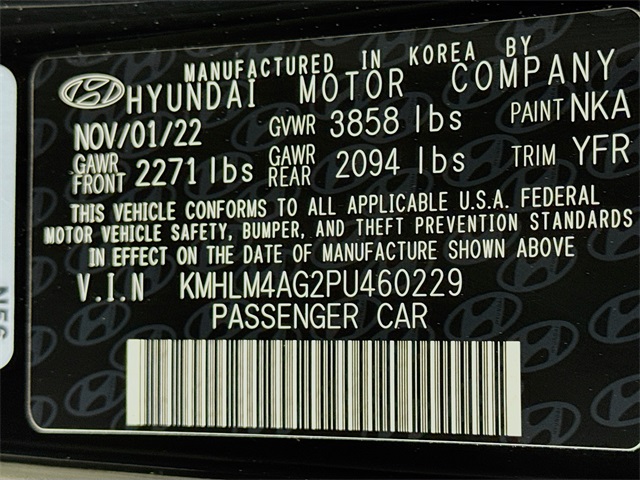 MANUFACTURED IN KOREA BY
HYUNDAI MOTOR COMPANY
NOV/01/22 GVWR 3858 lbs PAINT NKA
GAWR FRONT 2271 lbs GAWR REAR 2094 lbs TRIM YFR
THIS VEHICLE CONFORMS TO ALL APPLICABLE U.S.A. FEDERAL
MOTOR VEHICLE SAFETY, BUMPER, AND THEFT PREVENTION STANDARDS
IN EFFECT ON THE DATE OF MANUFACTURE SHOWN ABOVE
V.I.N KMHLM4AG2PU460229
PASSENGER CAR